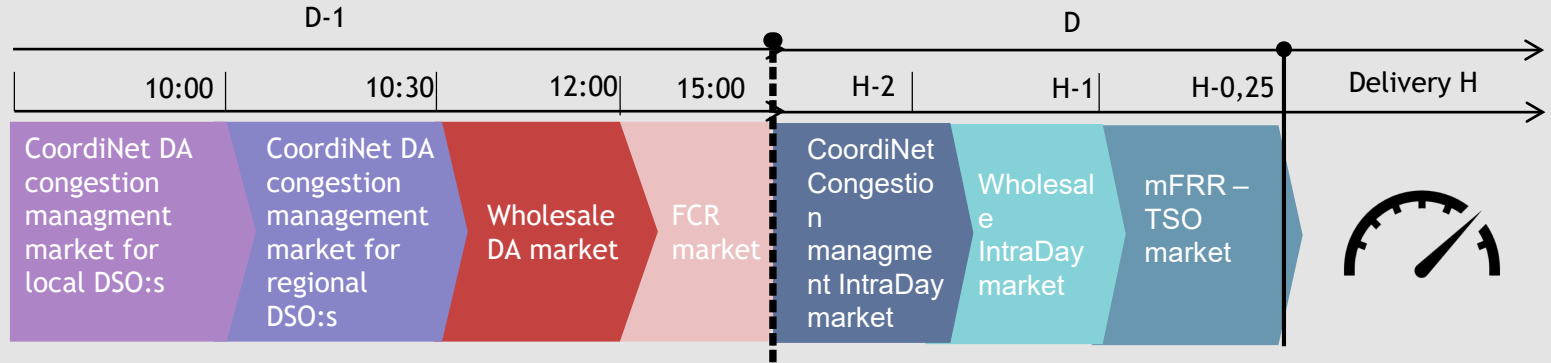 D-1
D
10:00
10:30
12:00
15:00
H-2
H-1
H-0,25
Delivery H
CoordiNet DA
congestion
managment
market for
local DSO:s
CoordiNet DA
congestion
management
market for
regional
DSO:s
Wholesale
DA market
FCR
market
CoordiNet
Congestio
n
managme
nt IntraDay
market
Wholesal
e
IntraDay
market
mFRR –
TSO
market